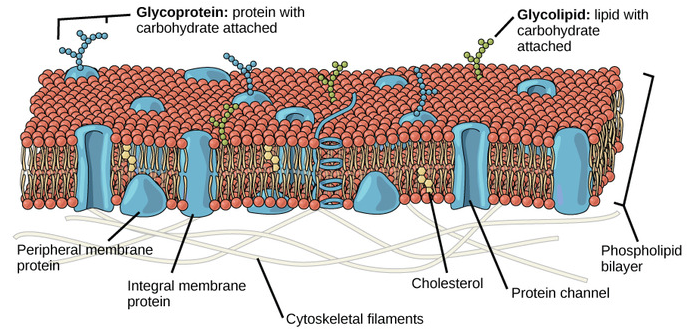 Glycoprotein: protein with
carbohydrate attached
Glycolipid: lipid with
carbohydrate
attached
Peripheral membrane
protein
Integral membrane
protein
Cytoskeletal filaments
Cholesterol
Protein channel
Phospholipid
bilayer